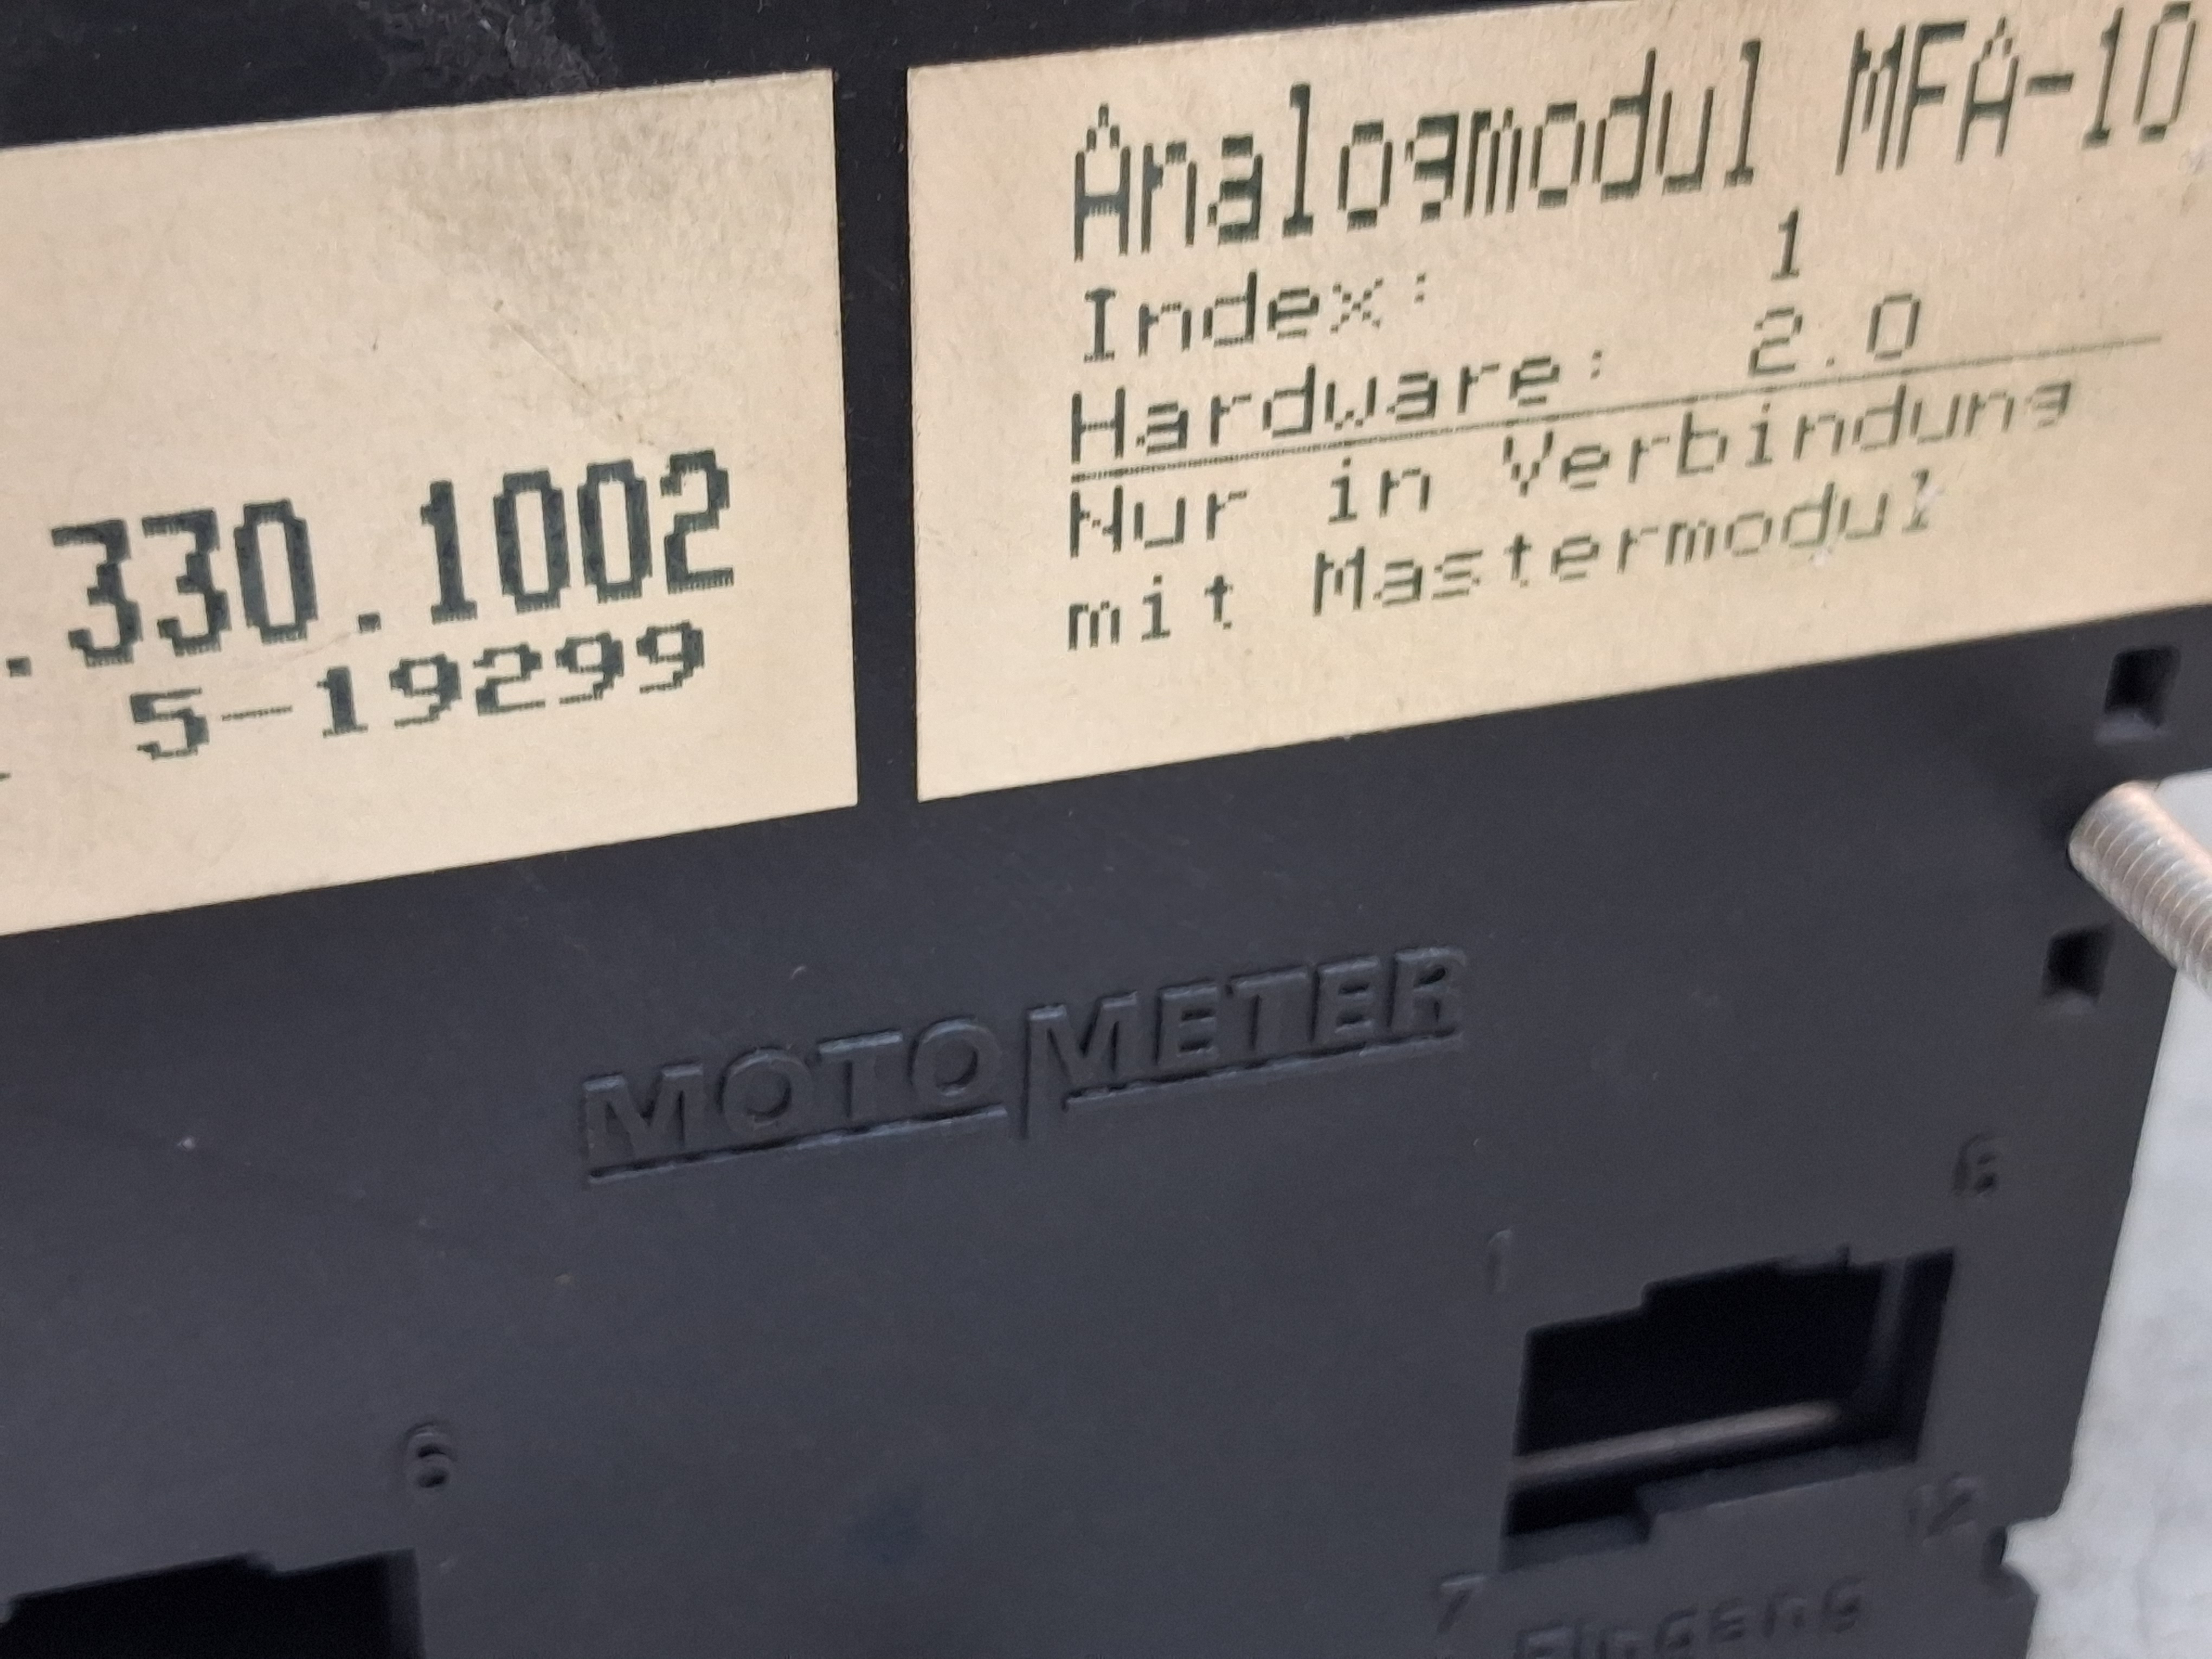 .330.1002
5-19299
Analogmodul MFA-10
Index: 1
Hardware: 2.0
Nur in Verbindung
mit Mastermodul
MOTOMETER
1 6
6
7 12
Eingang